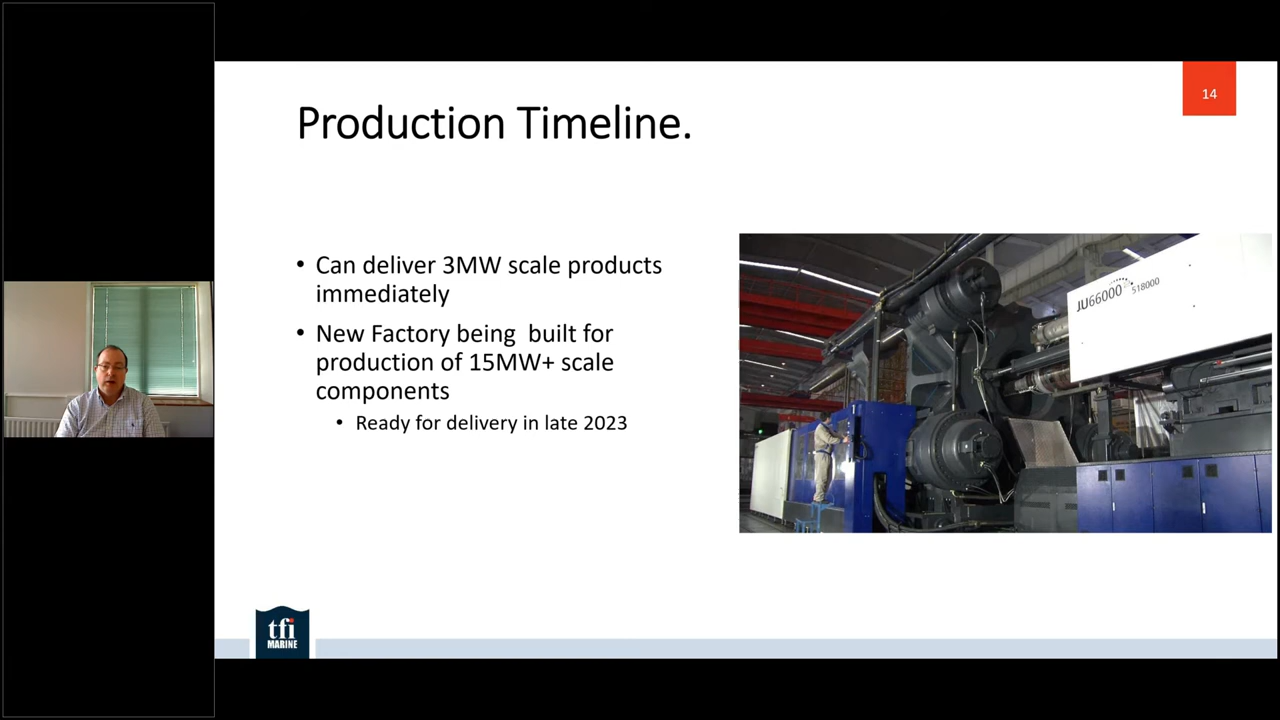 14
Production Timeline.
• Can deliver 3MW scale products
immediately
• New Factory being built for
production of 15MW+ scale
components
• Ready for delivery in late 2023
JU66000
518000
tfi
MARINE